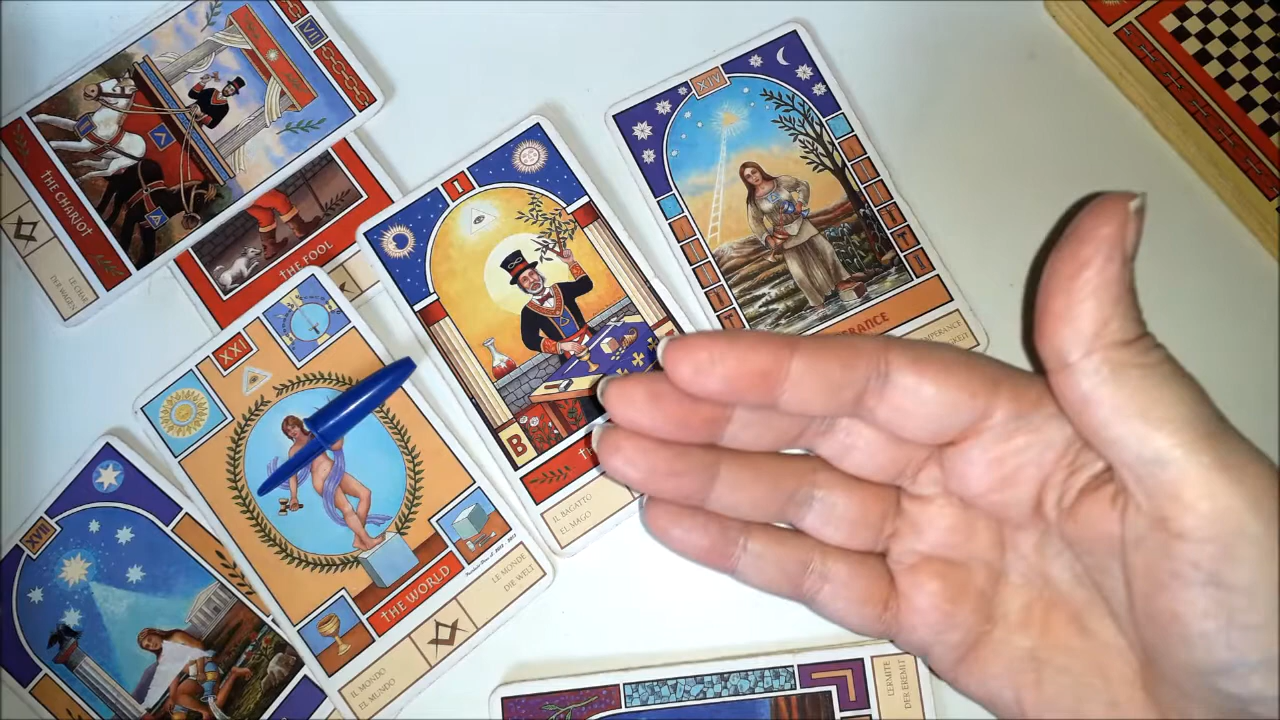 VII
THE CHARIOT
LE CHAR
DER WAGEN
THE FOOL
I
B
IL BAGATTO
EL MAGO
XIV
XXI
THE WORLD
IL MONDO
EL MUNDO
LE MONDE
DIE WELT
XVII
L'ERMITE
DER EREMIT